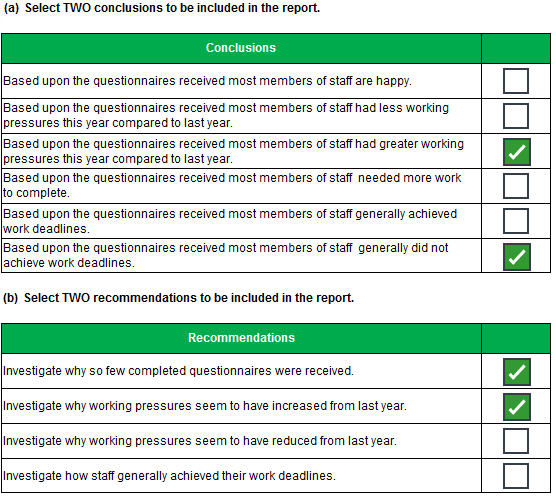 (a) Select TWO conclusions to be included in the report.
Conclusions
Based upon the questionnaires received most members of staff are happy.
Based upon the questionnaires received most members of staff had less working
pressures this year compared to last year.
Based upon the questionnaires received most members of staff had greater working
pressures this year compared to last year.
Based upon the questionnaires received most members of staff needed more work
to complete.
Based upon the questionnaires received most members of staff generally achieved
work deadlines.
Based upon the questionnaires received most members of staff generally did not
achieve work deadlines.
(b) Select TWO recommendations to be included in the report.
Recommendations
Investigate why so few completed questionnaires were received.
Investigate why working pressures seem to have increased from last year.
Investigate why working pressures seem to have reduced from last year.
Investigate how staff generally achieved their work deadlines.